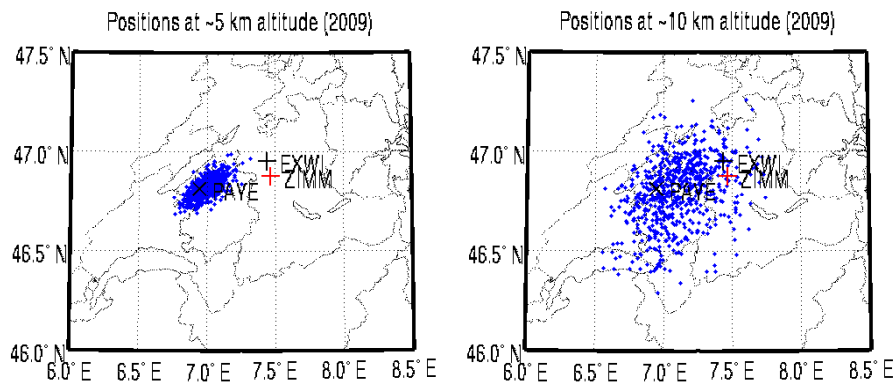 Positions at ~5 km altitude (2009)
47.5° N
47.0° N
46.5° N
46.0° N
6.0° E 6.5° E 7.0° E 7.5° E 8.0° E 8.5° E
EXWI
ZIMM
PAYE
Positions at ~10 km altitude (2009)
47.5° N
47.0° N
46.5° N
46.0° N
6.0° E 6.5° E 7.0° E 7.5° E 8.0° E 8.5° E
EXWI
ZIMM
PAYE